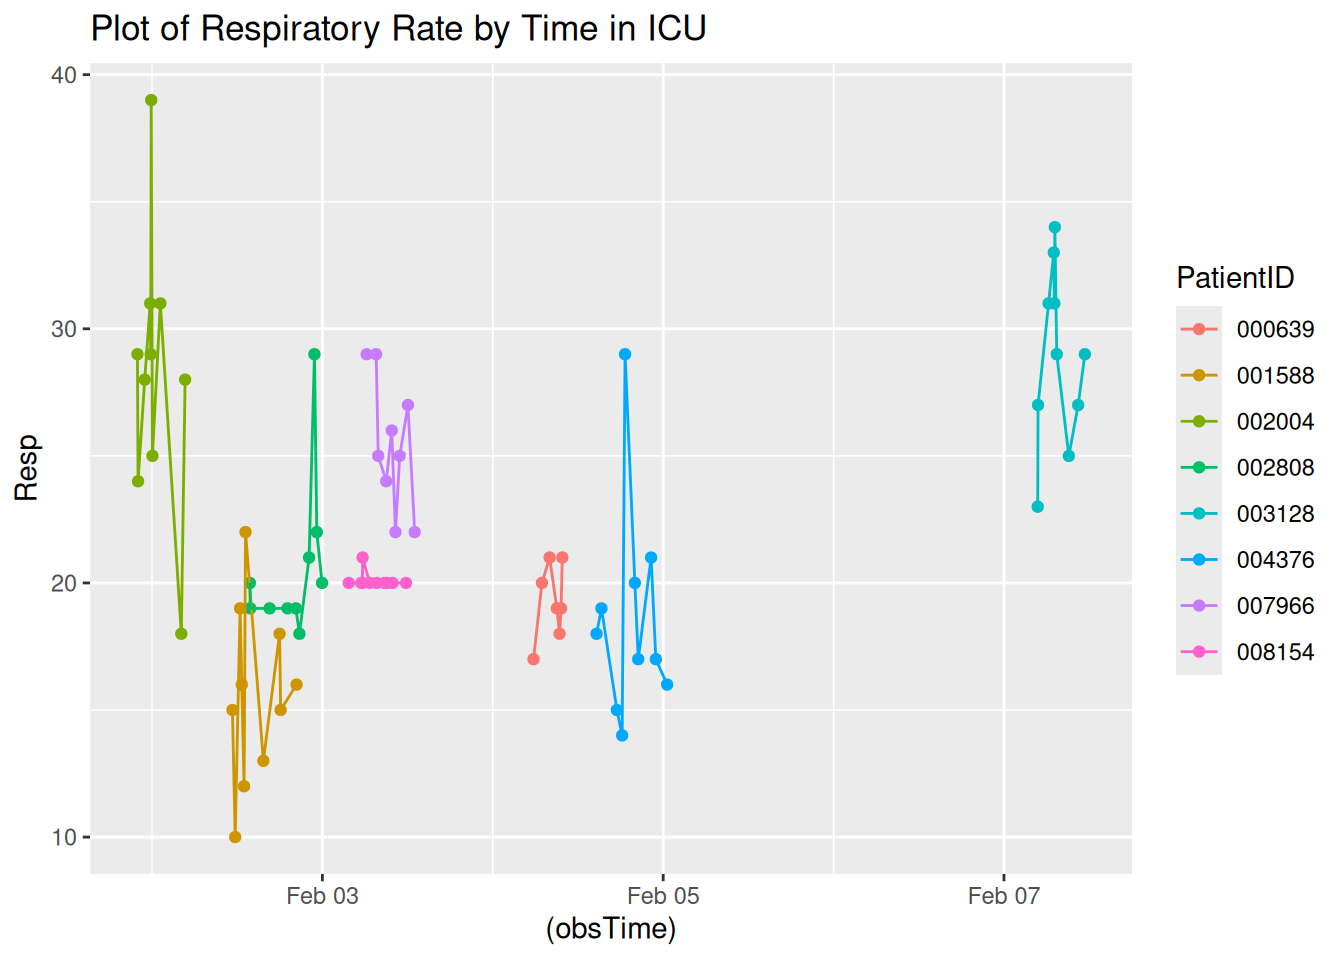 Plot of Respiratory Rate by Time in ICU
40
30
20
10
Resp
Feb 03
Feb 05
Feb 07
(obsTime)
PatientID
000639
001588
002004
002808
003128
004376
007966
008154